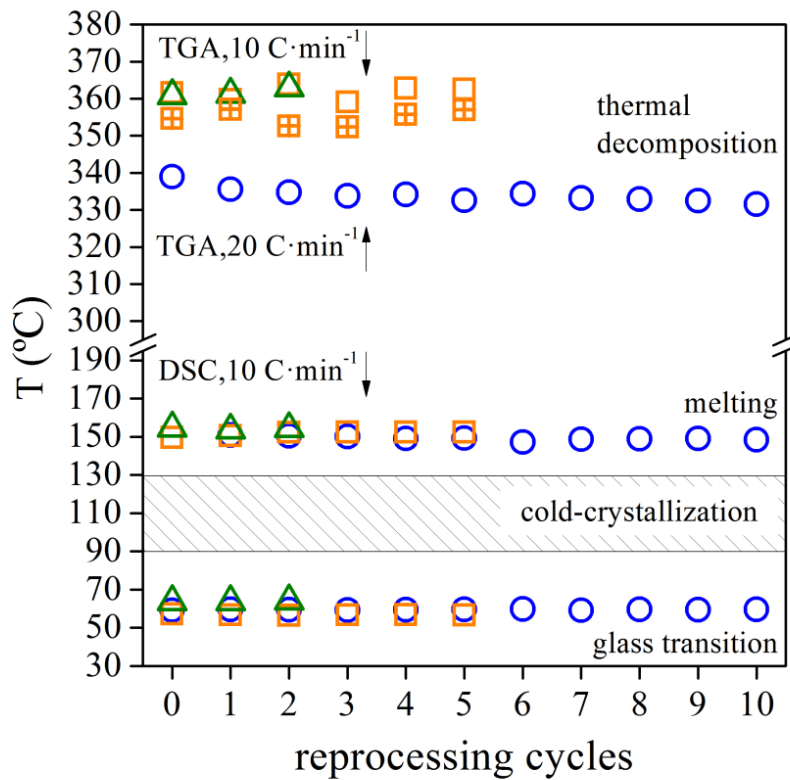 380
TGA,10 C·min⁻¹
370
360
thermal
decomposition
350
340
330
TGA,20 C·min⁻¹
320
310
300
T (ºC)
190
DSC,10 C·min⁻¹
170
melting
150
130
cold-crystallization
110
90
70
50
glass transition
30
0 1 2 3 4 5 6 7 8 9 10
reprocessing cycles